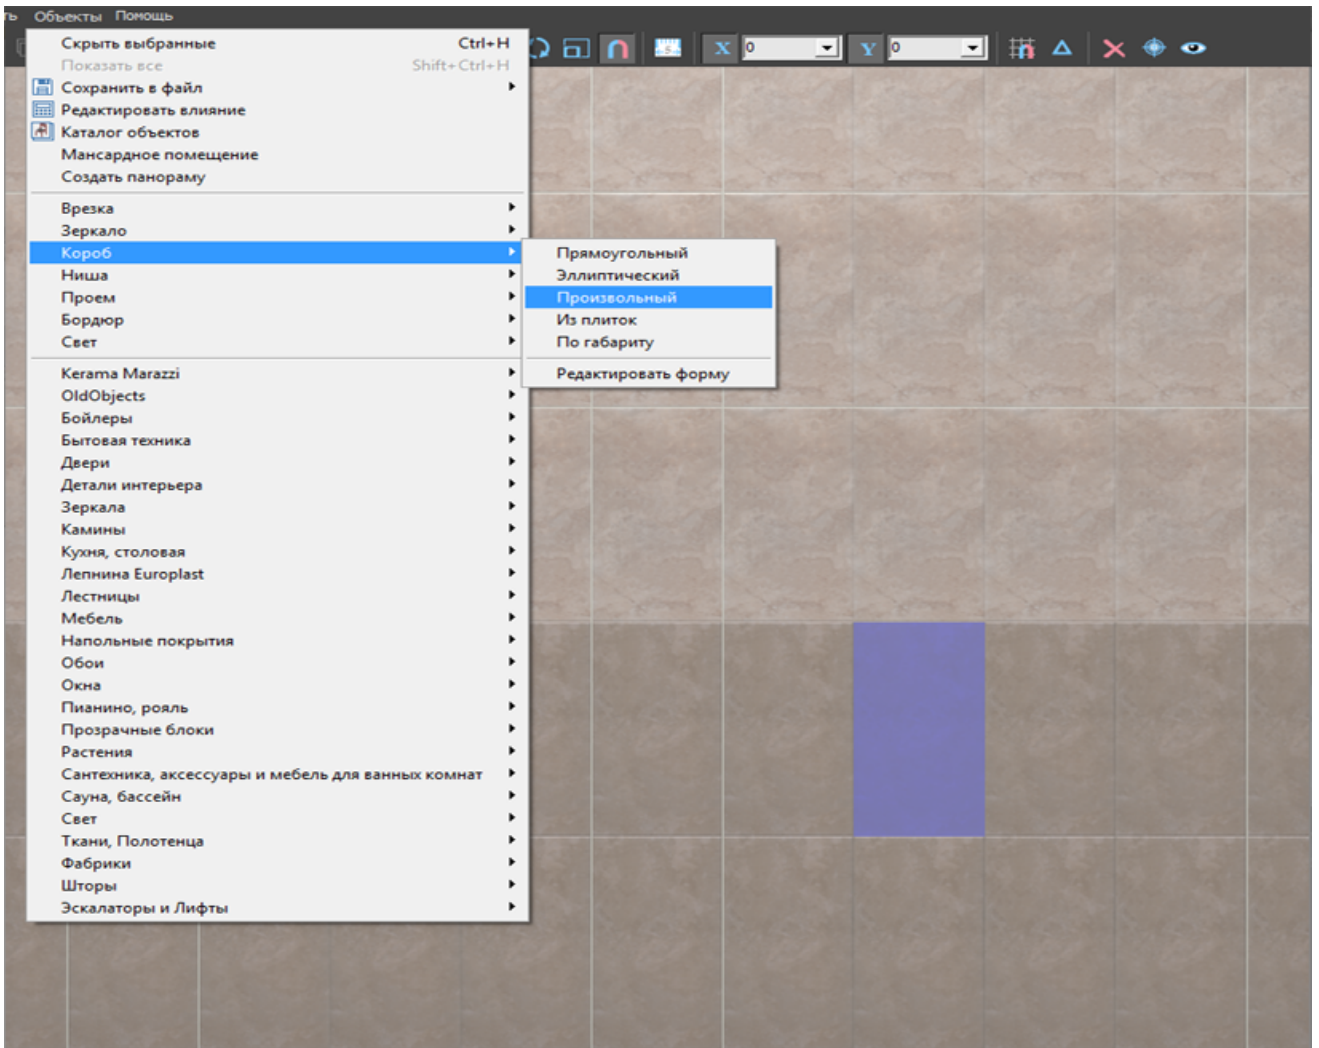 ть Объекты Помощь
Скрыть выбранные Ctrl+H
Показать все Shift+Ctrl+H
Сохранить в файл
Редактировать влияние
Каталог объектов
Мансардное помещение
Создать панораму
X 0 Y 0
Врезка
Зеркало
Короб
Ниша
Проем
Бордюр
Свет
Прямоугольный
Эллиптический
Произвольный
Из плиток
По габариту
Редактировать форму
Kerama Marazzi
OldObjects
Бойлеры
Бытовая техника
Двери
Детали интерьера
Зеркала
Камины
Кухня, столовая
Лепнина Europlast
Лестницы
Мебель
Напольные покрытия
Обои
Окна
Пианино, рояль
Прозрачные блоки
Растения
Сантехника, аксессуары и мебель для ванных комнат
Сауна, бассейн
Свет
Ткани, Полотенца
Фабрики
Шторы
Эскалаторы и Лифты